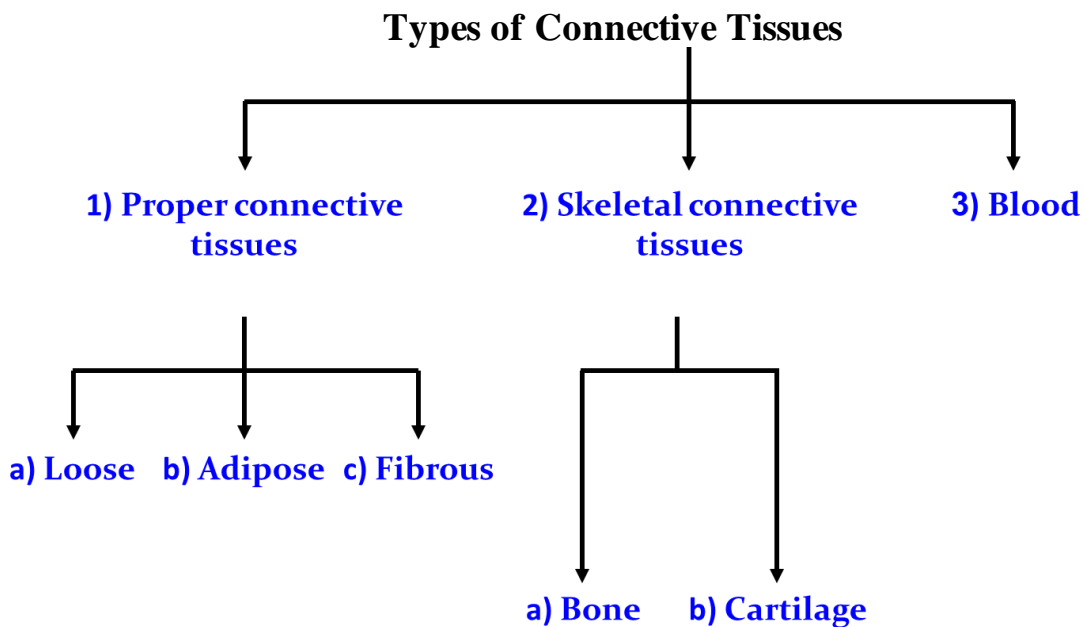 Types of Connective Tissues
1) Proper connective
tissues
2) Skeletal connective
tissues
3) Blood
a) Loose
b) Adipose
c) Fibrous
a) Bone
b) Cartilage